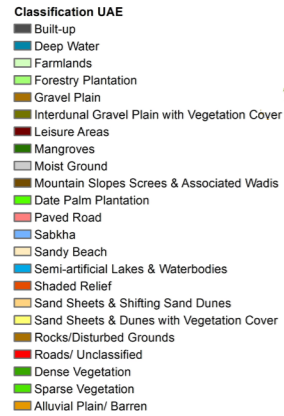 Classification UAE
Built-up
Deep Water
Farmlands
Forestry Plantation
Gravel Plain
Interdunal Gravel Plain with Vegetation Cover
Leisure Areas
Mangroves
Moist Ground
Mountain Slopes Screes & Associated Wadis
Date Palm Plantation
Paved Road
Sabkha
Sandy Beach
Semi-artificial Lakes & Waterbodies
Shaded Relief
Sand Sheets & Shifting Sand Dunes
Sand Sheets & Dunes with Vegetation Cover
Rocks/Disturbed Grounds
Roads/ Unclassified
Dense Vegetation
Sparse Vegetation
Alluvial Plain/ Barren